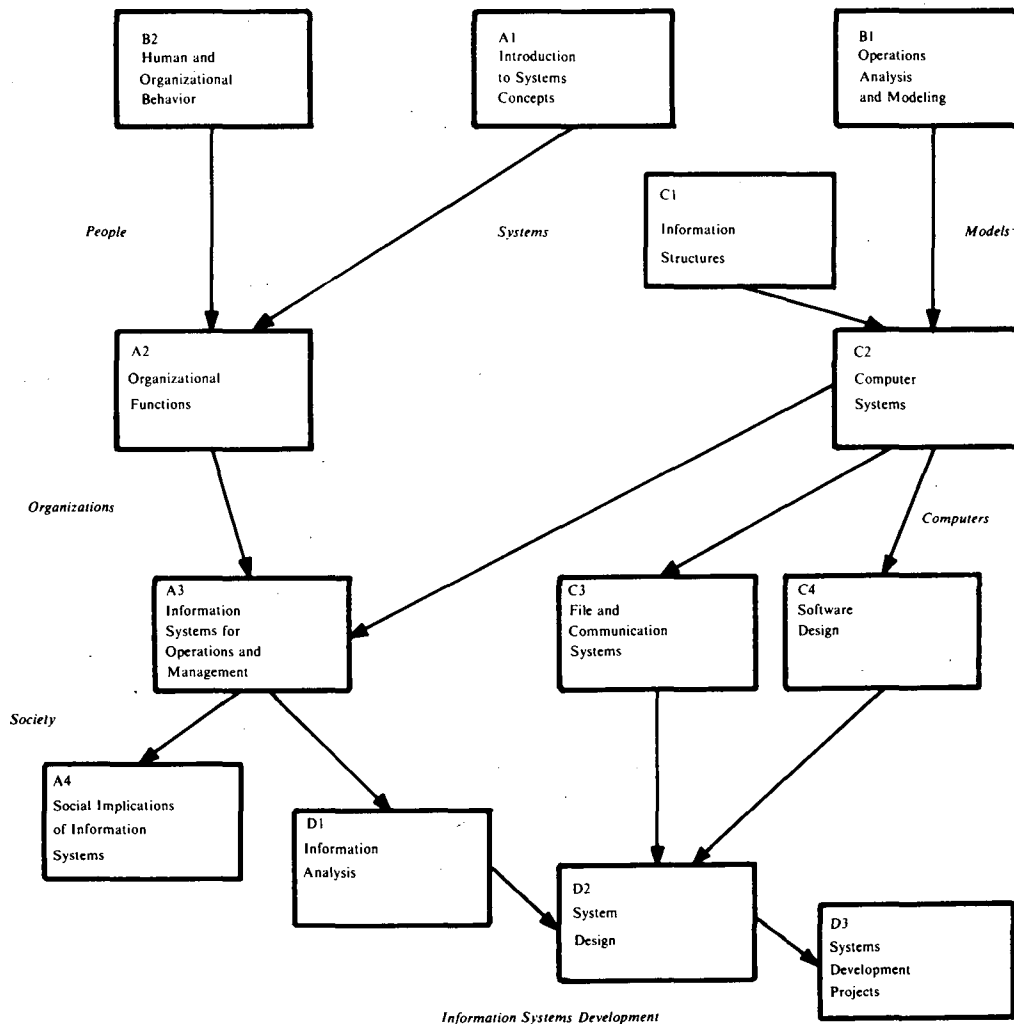 B2
Human and
Organizational
Behavior
A1
Introduction
to Systems
Concepts
B1
Operations
Analysis
and Modeling
C1
Information
Structures
People
Systems
Models
A2
Organizational
Functions
C2
Computer
Systems
Organizations
Computers
A3
Information
Systems for
Operations and
Management
C3
File and
Communication
Systems
C4
Software
Design
Society
A4
Social Implications
of Information
Systems
D1
Information
Analysis
D2
System
Design
D3
Systems
Development
Projects
Information Systems Development